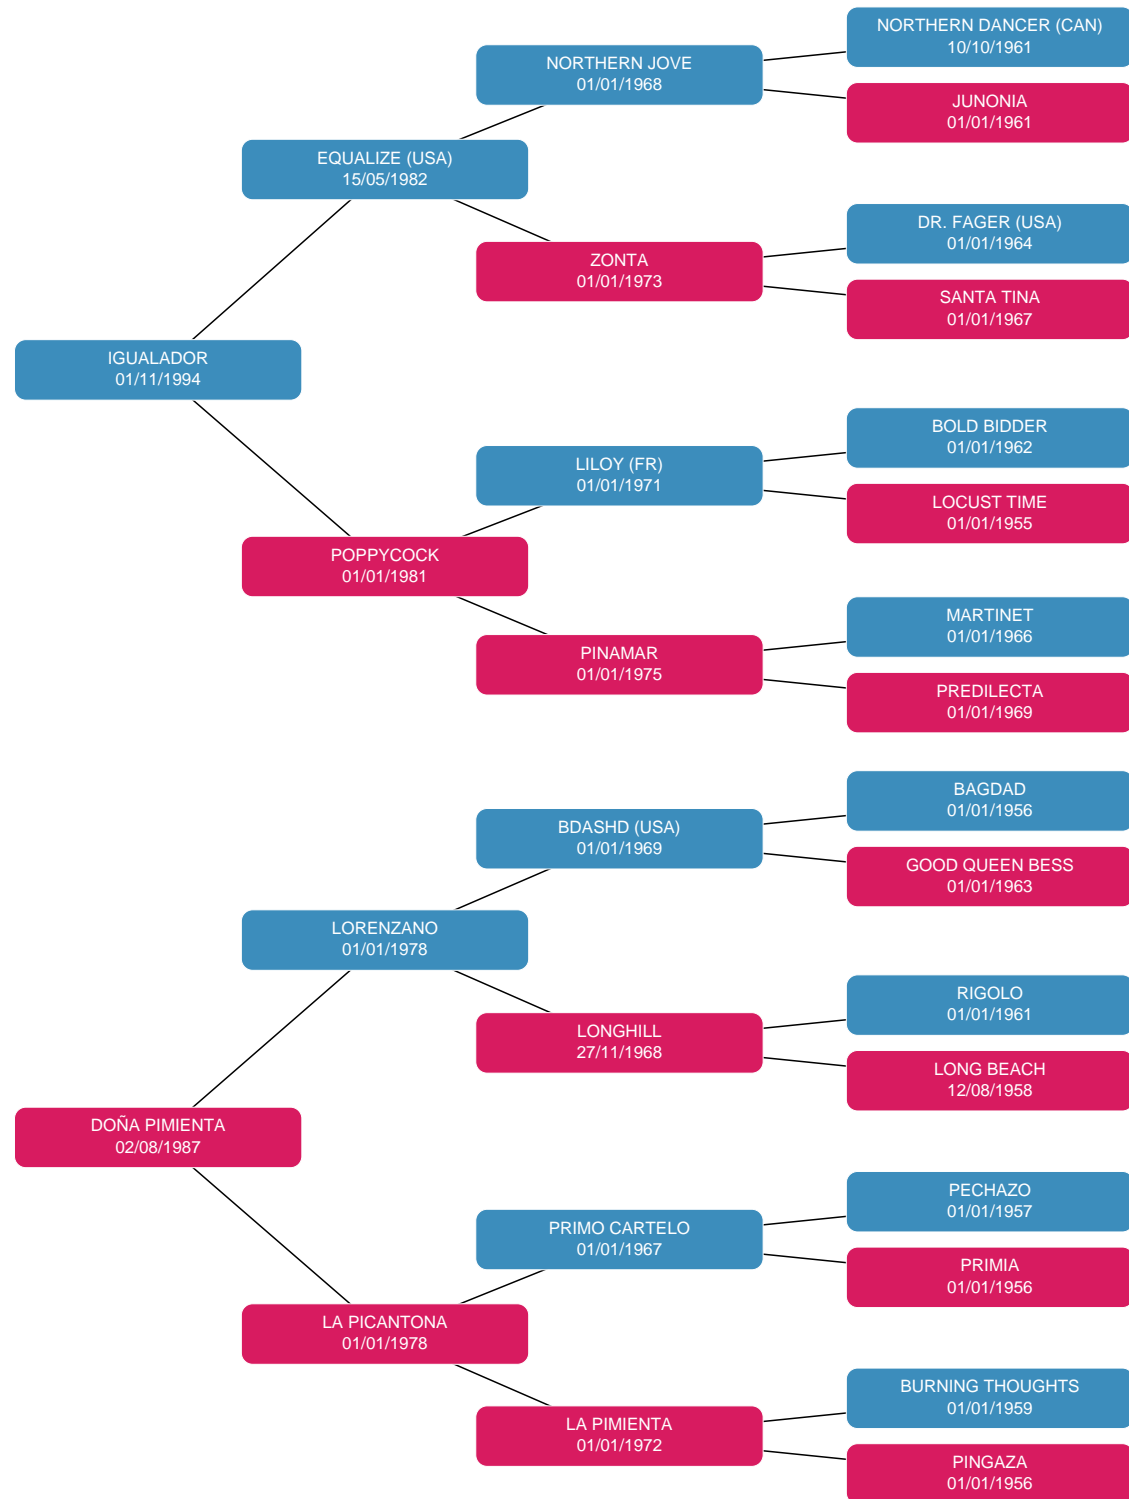 NORTHERN DANCER (CAN)
10/10/1961
NORTHERN JOVE
01/01/1968
JUNONIA
01/01/1961
EQUALIZE (USA)
15/05/1982
DR. FAGER (USA)
01/01/1964
ZONTA
01/01/1973
SANTA TINA
01/01/1967
IGUALADOR
01/11/1994
BOLD BIDDER
01/01/1962
LILOY (FR)
01/01/1971
LOCUST TIME
01/01/1955
POPPYCOCK
01/01/1981
MARTINET
01/01/1966
PINAMAR
01/01/1975
PREDILECTA
01/01/1969
BAGDAD
01/01/1956
BDASHD (USA)
01/01/1969
GOOD QUEEN BESS
01/01/1963
LORENZANO
01/01/1978
RIGOLO
01/01/1961
LONGHILL
27/11/1968
LONG BEACH
12/08/1958
DOÑA PIMIENTA
02/08/1987
PECHAZO
01/01/1957
PRIMO CARTELO
01/01/1967
PRIMIA
01/01/1956
LA PICANTONA
01/01/1978
BURNING THOUGHTS
01/01/1959
LA PIMIENTA
01/01/1972
PINGAZA
01/01/1956